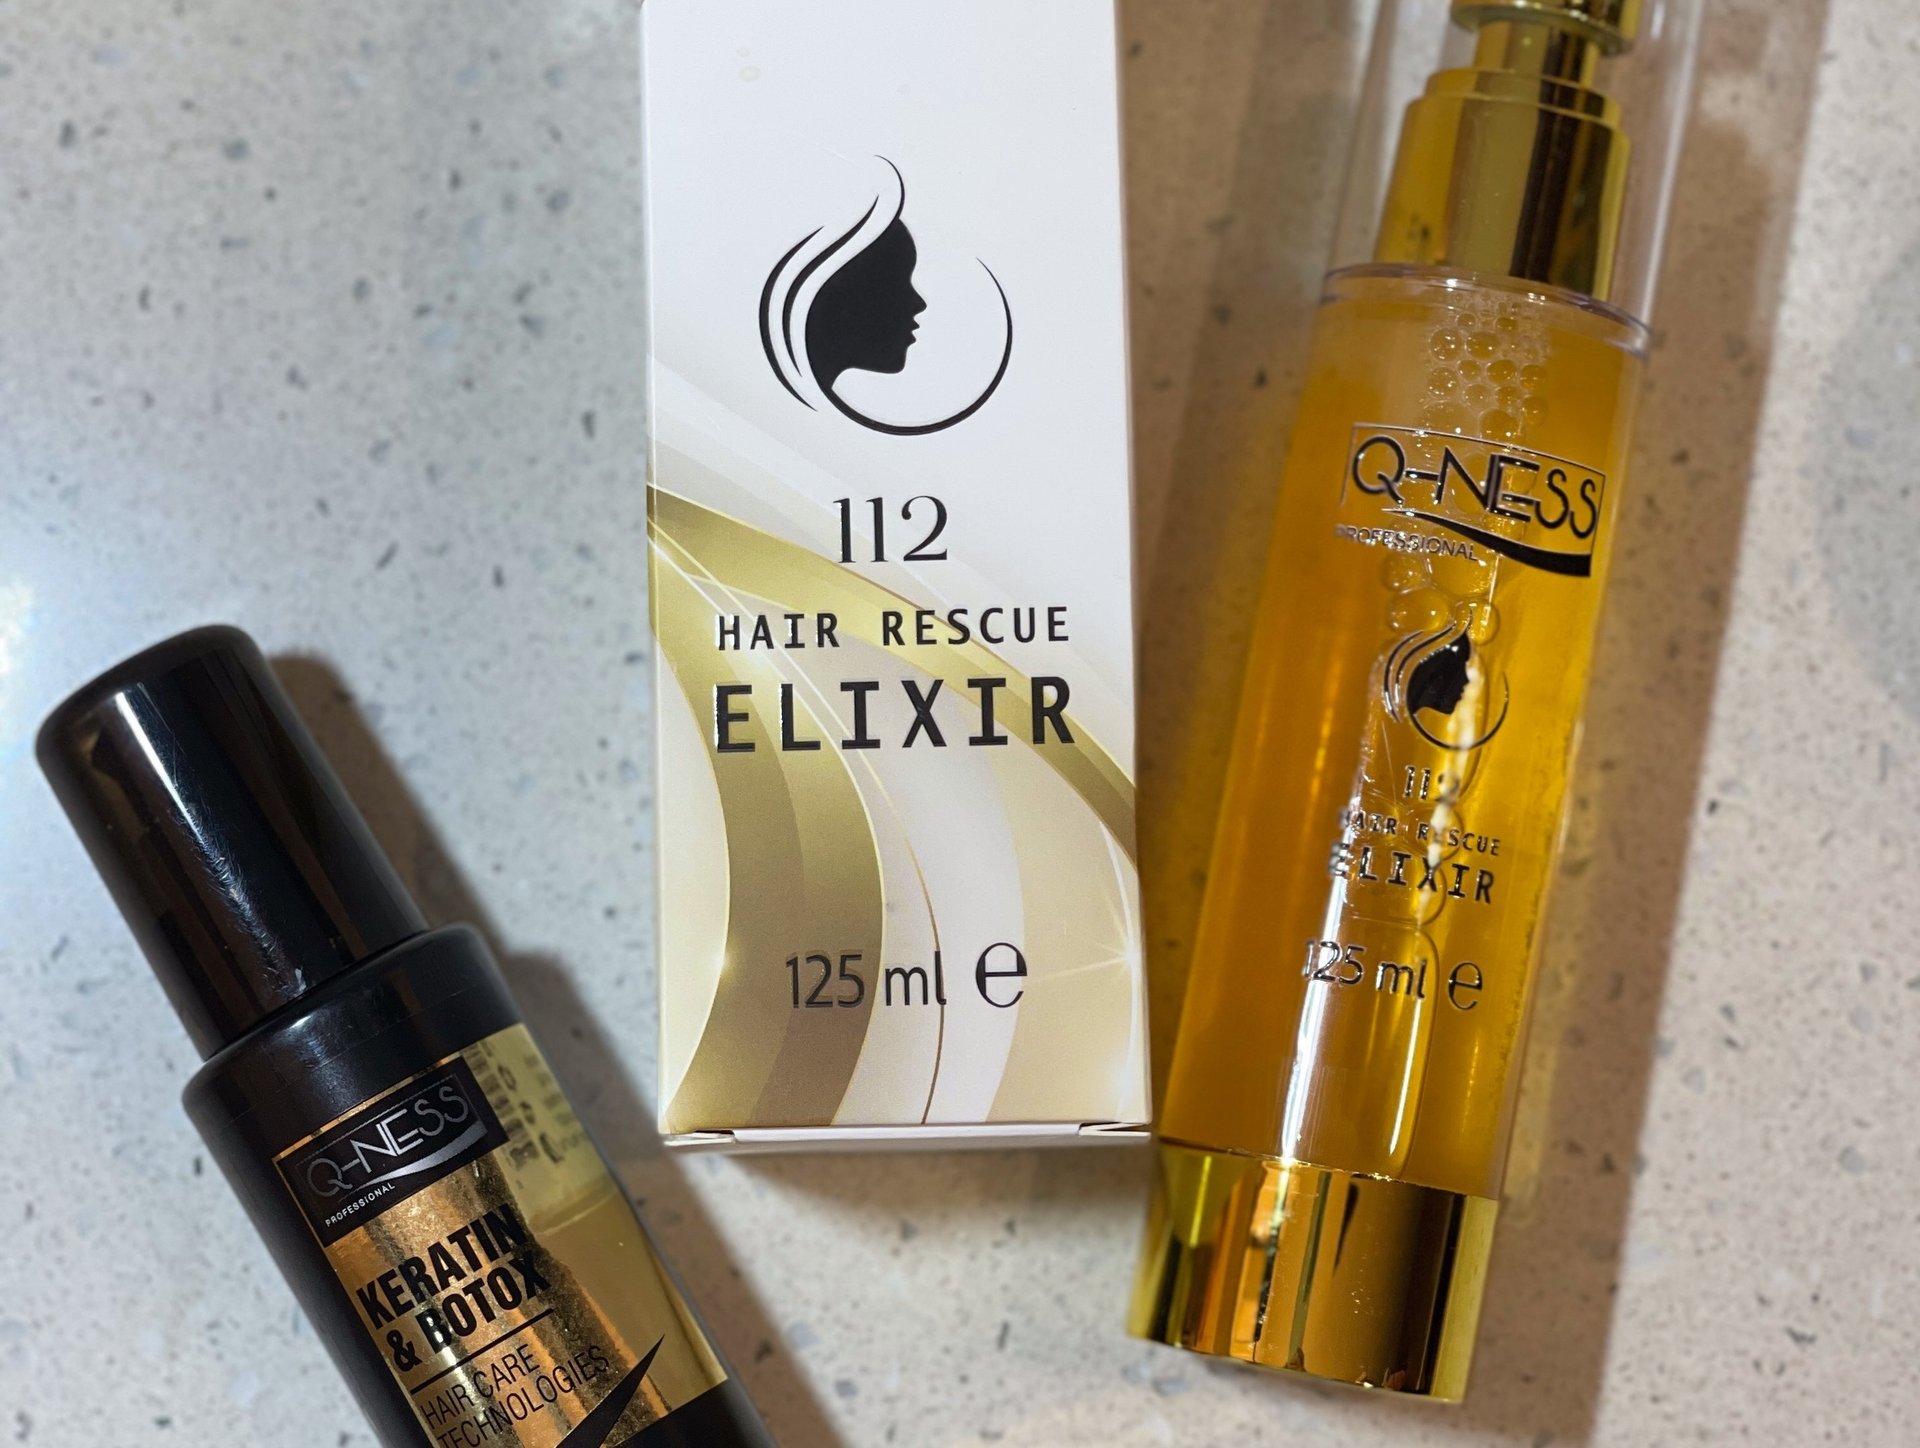 112
HAIR RESCUE
ELIXIR
125 ml e
Q-NESS
PROFESSIONAL
112
HAIR RESCUE
ELIXIR
125 ml e
Q-NESS
PROFESSIONAL
KERATIN
& BOTOX
HAIR CARE
TECHNOLOGIES